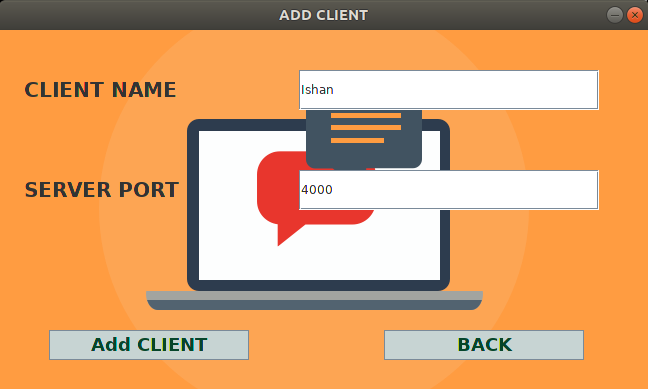 ADD CLIENT
CLIENT NAME
Ishan
SERVER PORT
4000
Add CLIENT
BACK